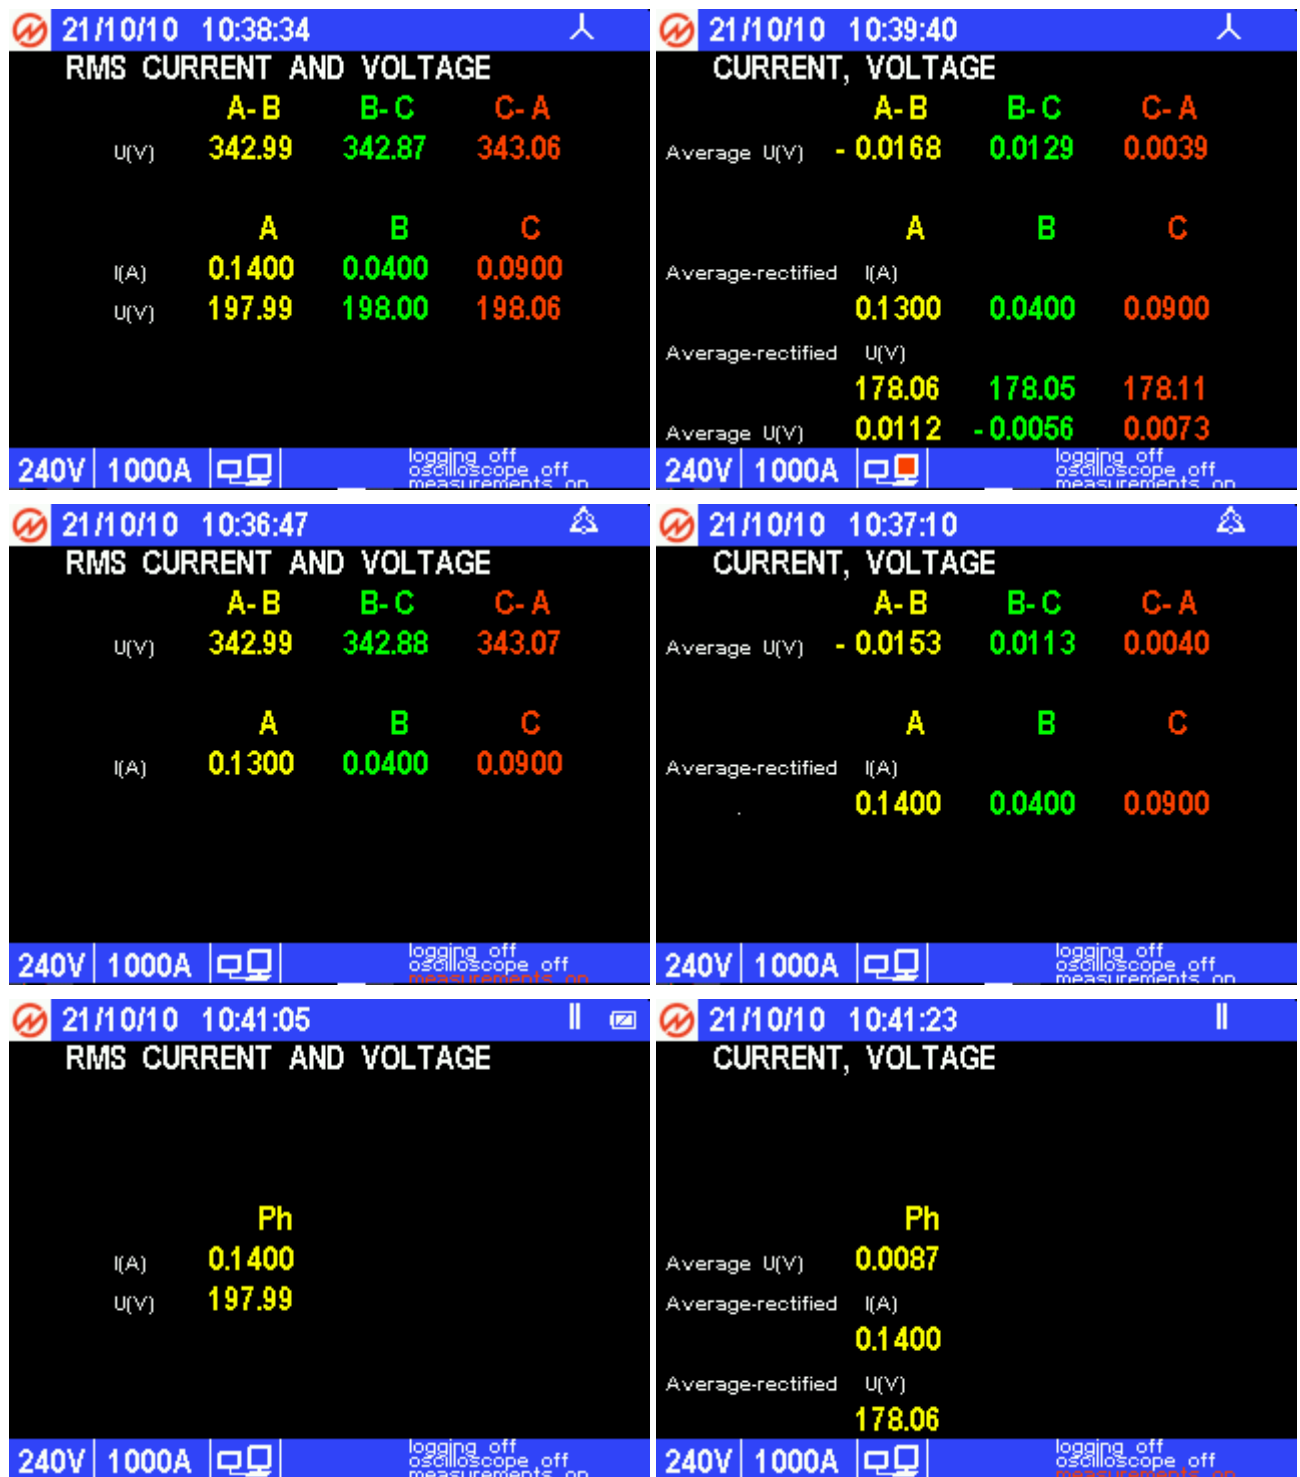 21/10/10 10:38:34
RMS CURRENT AND VOLTAGE
A-B B-C C-A
U(V) 342.99 342.87 343.06
A B C
I(A) 0.1400 0.0400 0.0900
U(V) 197.99 198.00 198.06
240V 1000A
logging off
oscilloscope off
measurements on
21/10/10 10:39:40
CURRENT, VOLTAGE
A-B B-C C-A
Average U(V) -0.0168 0.0129 0.0039
A B C
Average-rectified I(A)
0.1300 0.0400 0.0900
Average-rectified U(V)
178.06 178.05 178.11
Average U(V) 0.0112 -0.0056 0.0073
240V 1000A
logging off
oscilloscope off
measurements on
21/10/10 10:36:47
RMS CURRENT AND VOLTAGE
A-B B-C C-A
U(V) 342.99 342.88 343.07
A B C
I(A) 0.1300 0.0400 0.0900
240V 1000A
logging off
oscilloscope off
measurements on
21/10/10 10:37:10
CURRENT, VOLTAGE
A-B B-C C-A
Average U(V) -0.0153 0.0113 0.0040
A B C
Average-rectified I(A)
0.1400 0.0400 0.0900
240V 1000A
logging off
oscilloscope off
measurements on
21/10/10 10:41:05
RMS CURRENT AND VOLTAGE
Ph
I(A) 0.1400
U(V) 197.99
240V 1000A
logging off
oscilloscope off
measurements on
21/10/10 10:41:23
CURRENT, VOLTAGE
Ph
Average U(V) 0.0087
Average-rectified I(A)
0.1400
Average-rectified U(V)
178.06
240V 1000A
logging off
oscilloscope off
measurements on